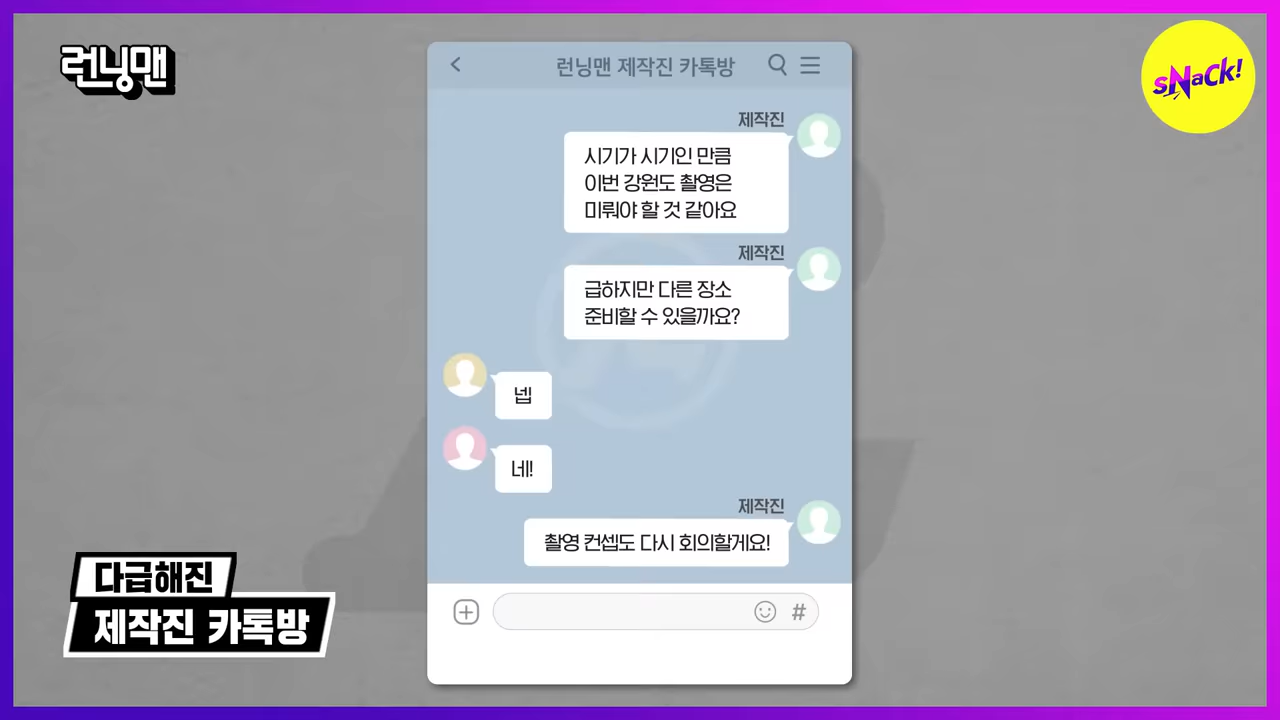 런닝맨
sNaCk!
런닝맨 제작진 카톡방
제작진
시기가 시기인 만큼
이번 강원도 촬영은
미뤄야 할 것 같아요
제작진
급하지만 다른 장소
준비할 수 있을까요?
넵
네!
제작진
촬영 컨셉도 다시 회의할게요!
#
다급해진
제작진 카톡방